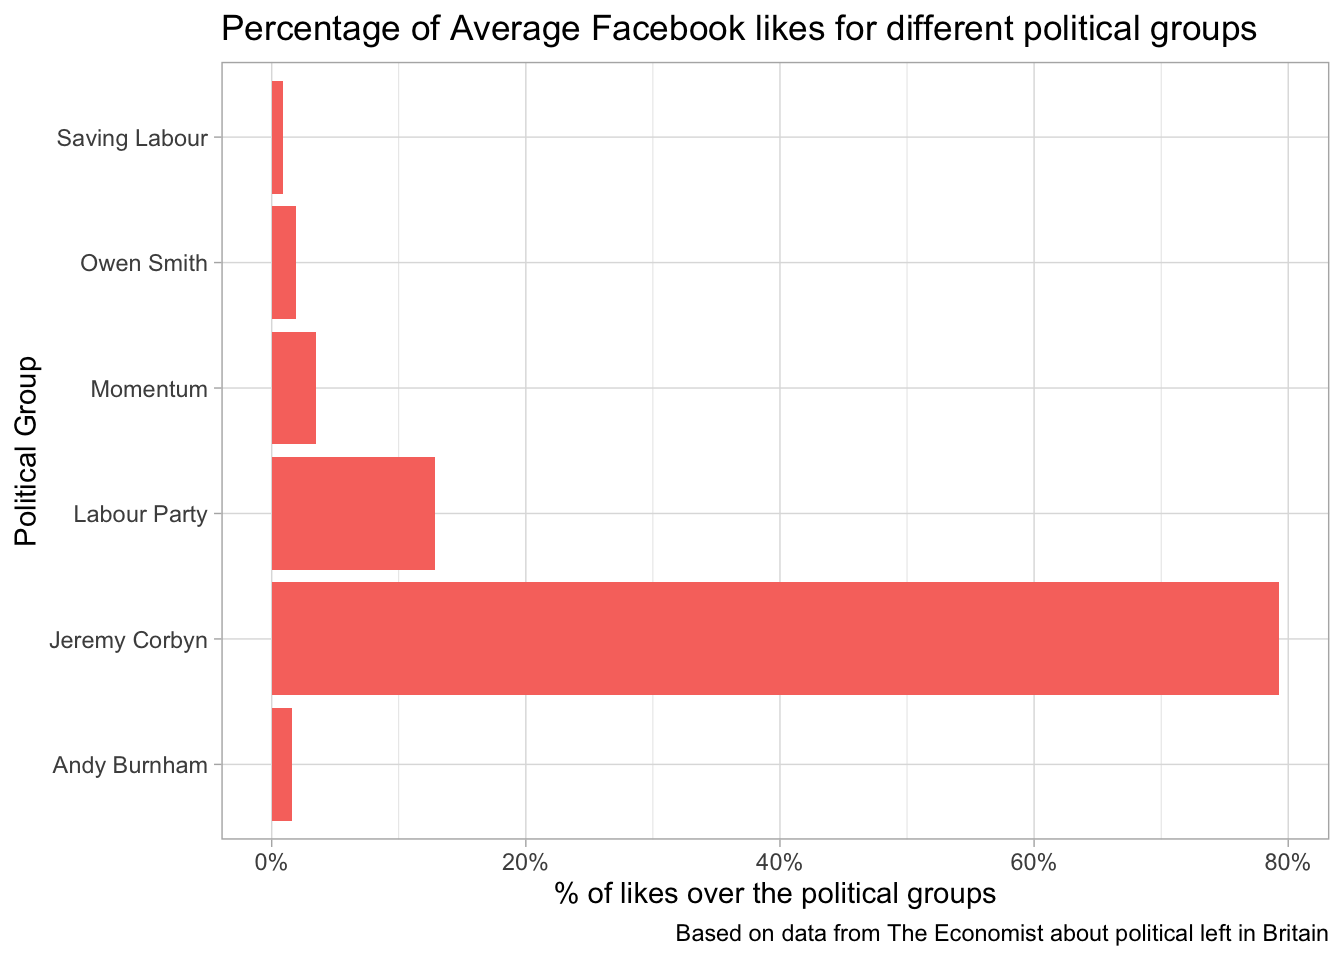 Percentage of Average Facebook likes for different political groups
Political Group
Saving Labour
Owen Smith
Momentum
Labour Party
Jeremy Corbyn
Andy Burnham
0% 20% 40% 60% 80%
% of likes over the political groups
Based on data from The Economist about political left in Britain